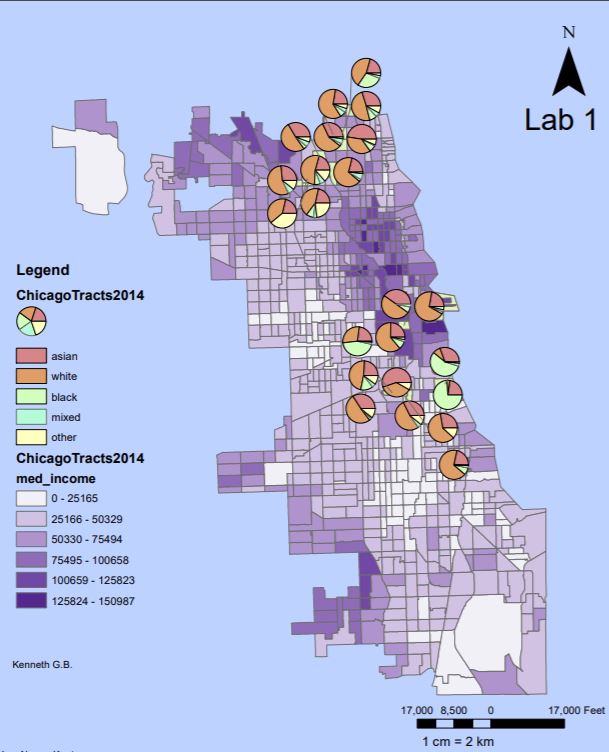 N
Lab 1
Legend
ChicagoTracts2014
asian
white
black
mixed
other
ChicagoTracts2014
med_income
0 - 25165
25166 - 50329
50330 - 75494
75495 - 100658
100659 - 125823
125824 - 150987
Kenneth G.B.
17,000 8,500 0 17,000 Feet
1 cm = 2 km